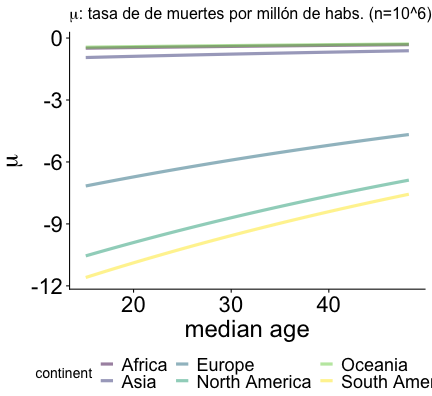 μ: tasa de de muertes por millón de habs. (n=10^6)
0
-3
-6
-9
-12
μ
20 30 40
median age
continent
Africa Europe Oceania
Asia North America South Amer